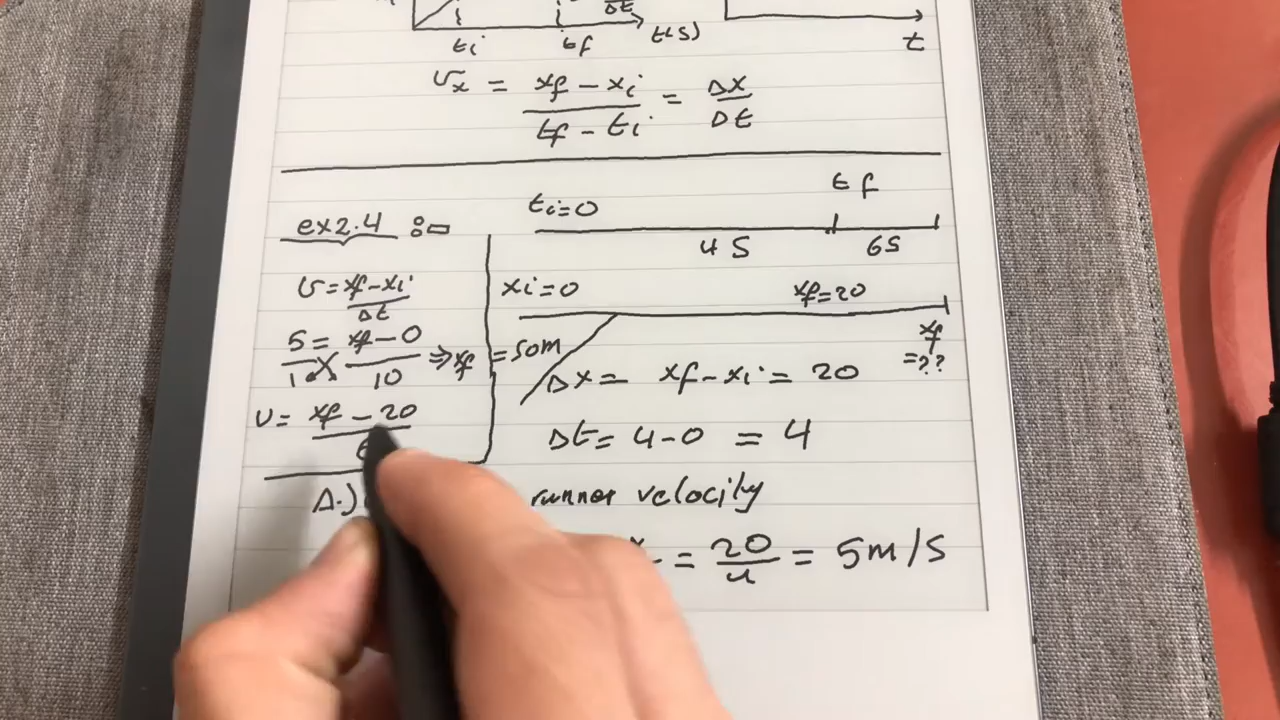 Δt
ti tf t(s)
t
vx = xf - xi / tf - ti = Δx / Δt
tf
ti=0
ex2.4 :-
4 S 6S
v = xf - xi / Δt
xi=0 xf=20
5 / 1 = xf - 0 / 10 ⇒ xf = 50m
xf = ??
Δx = xf - xi = 20
v = xf - 20
Δt = 4 - 0 = 4
runner velocity
= 20 / 4 = 5m/s